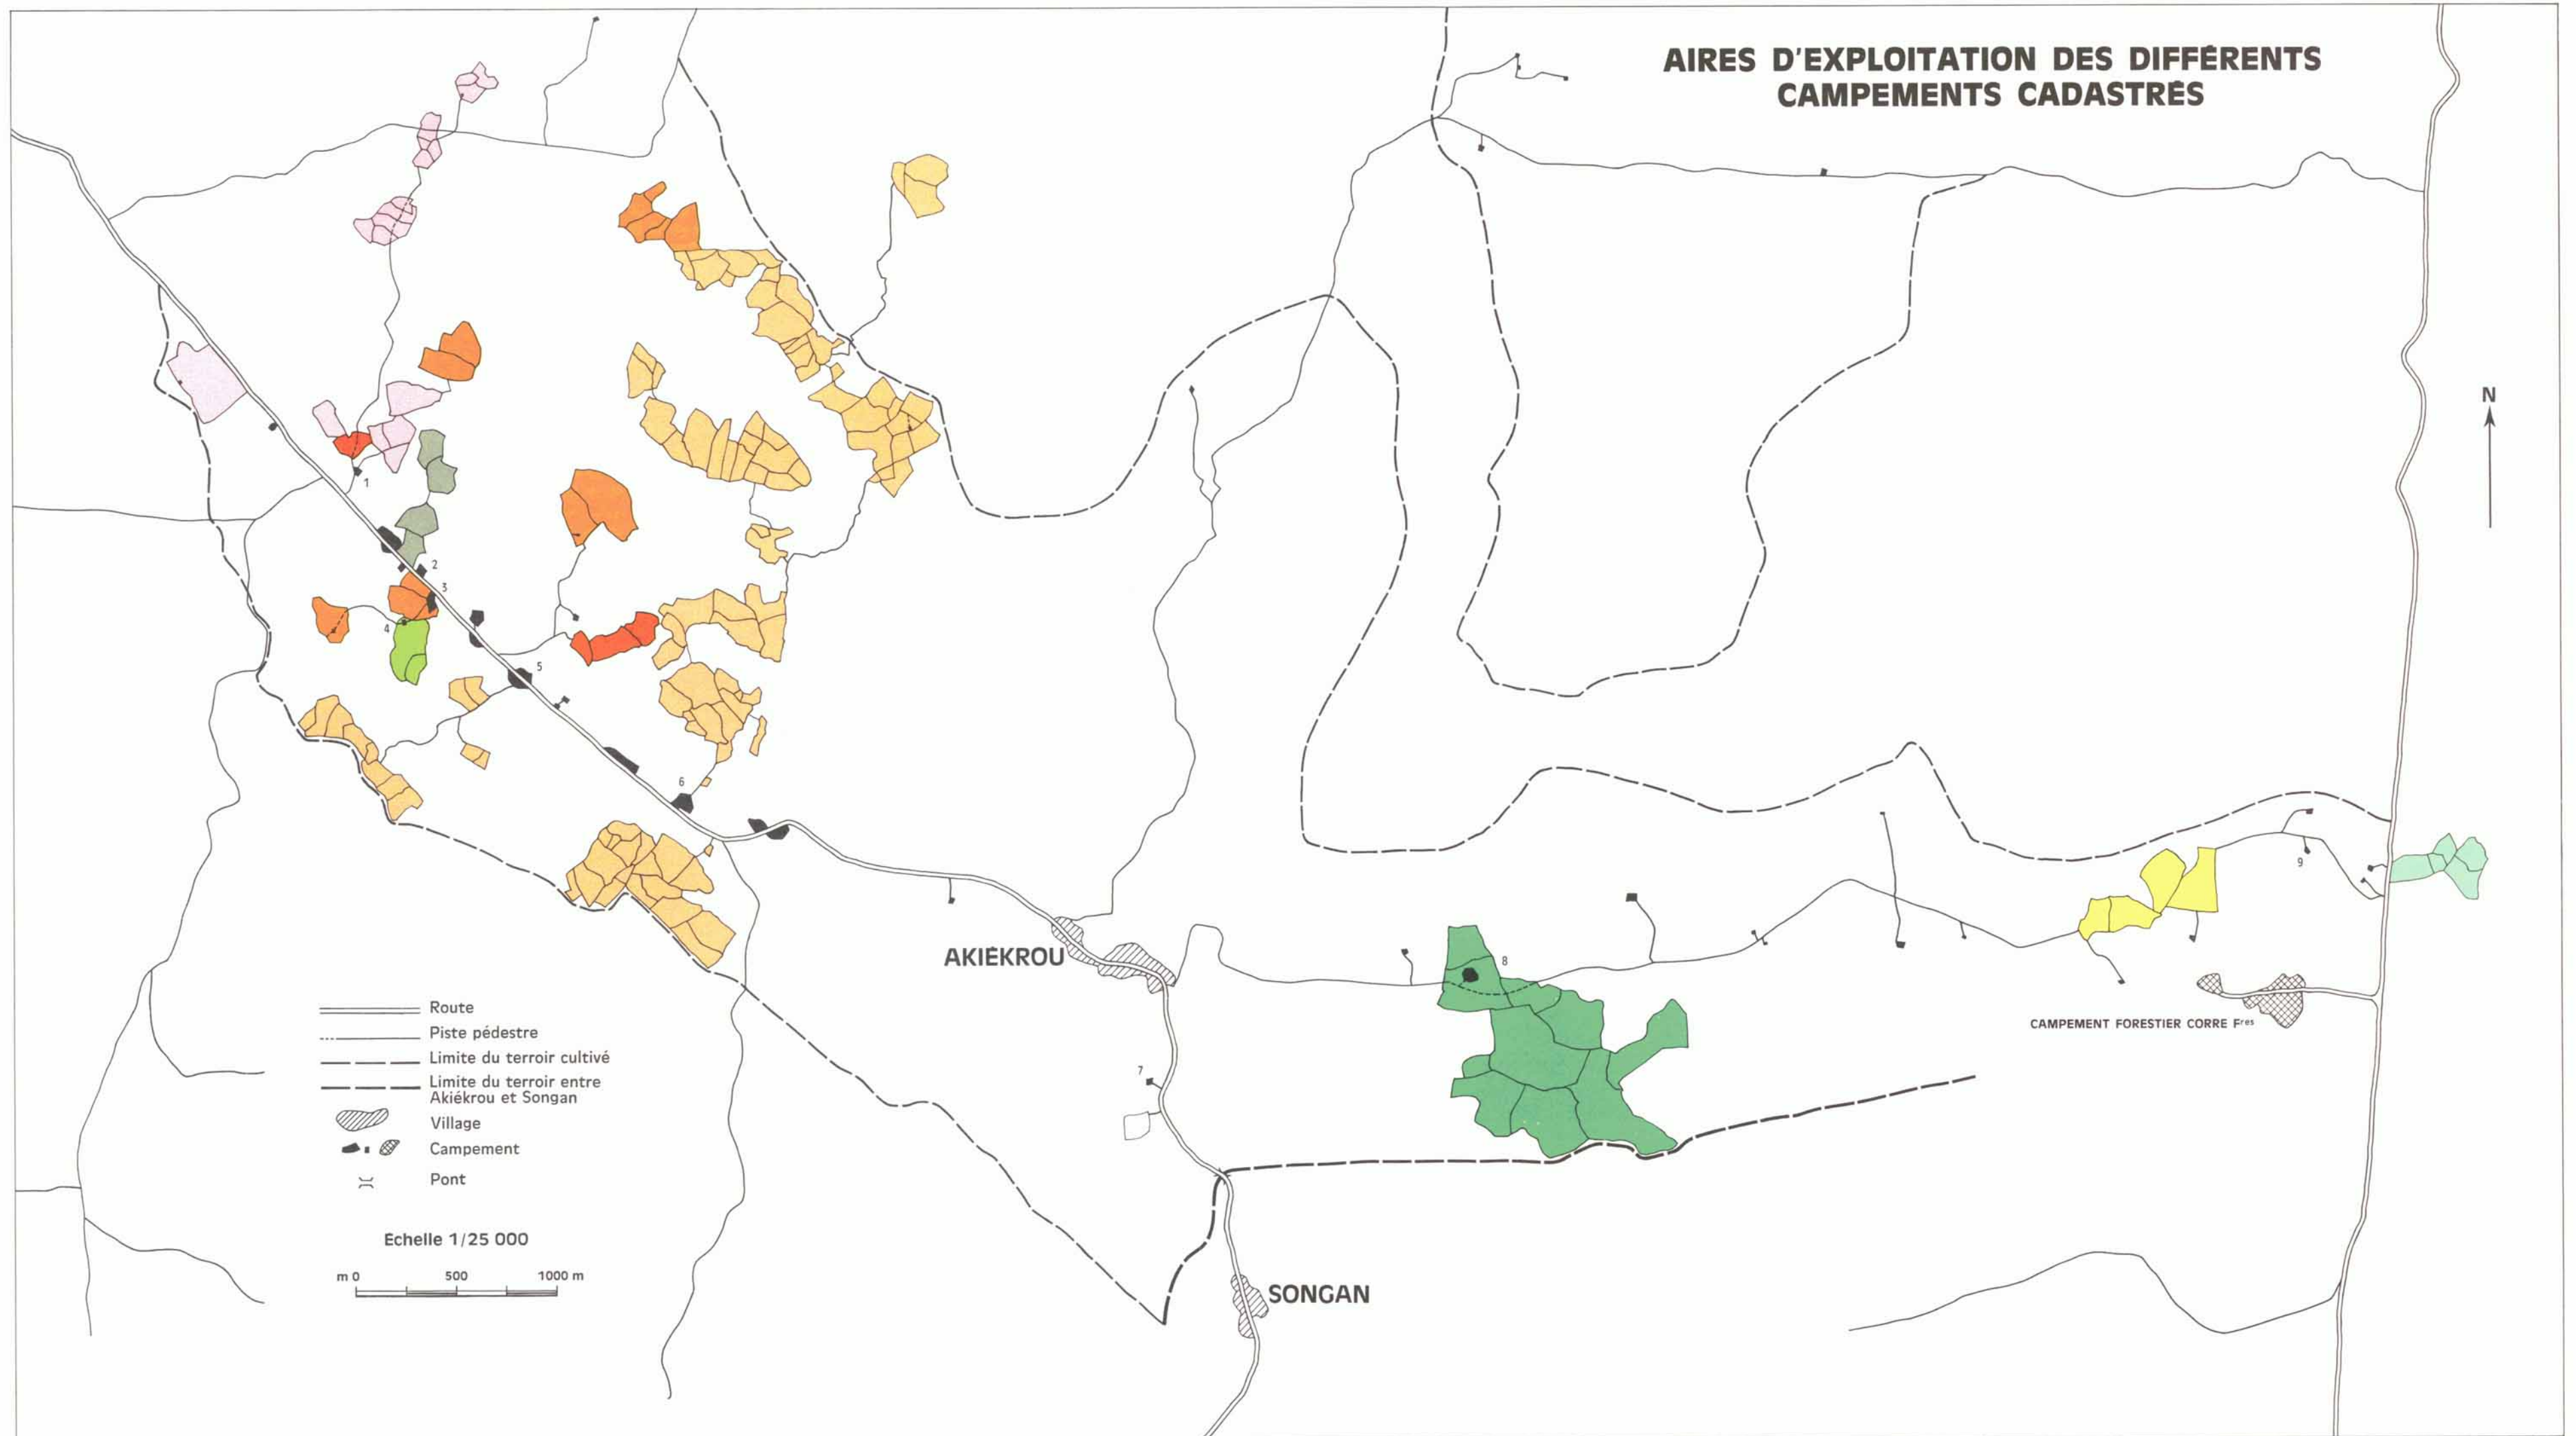 AIRES D'EXPLOITATION DES DIFFÉRENTS
CAMPEMENTS CADASTRÉS
N
1
2
3
4
5
6
7
8
9
AKIÉKROU
CAMPEMENT FORESTIER CORRE Fres
SONGAN
Route
Piste pédestre
Limite du terroir cultivé
Limite du terroir entre
Akiékrou et Songan
Village
Campement
Pont
Echelle 1/25 000
m 0 500 1000 m